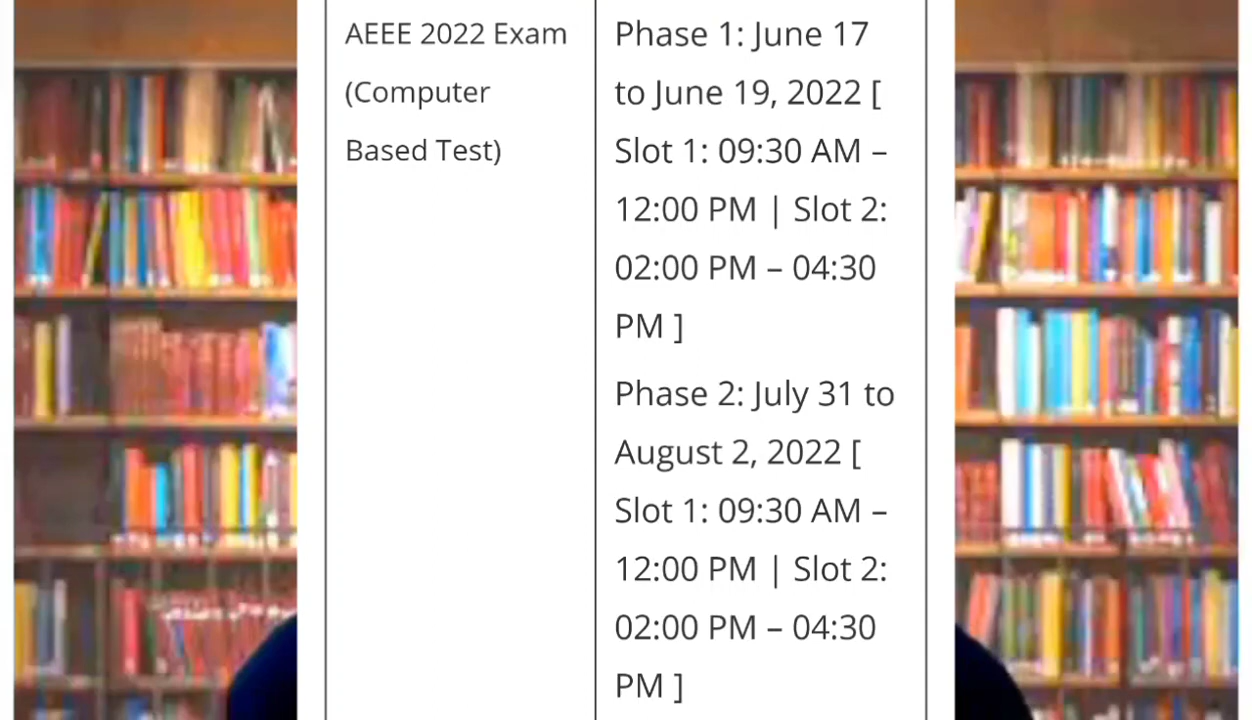 AEEE 2022 Exam
(Computer
Based Test)
Phase 1: June 17
to June 19, 2022 [
Slot 1: 09:30 AM –
12:00 PM | Slot 2:
02:00 PM – 04:30
PM ]
Phase 2: July 31 to
August 2, 2022 [
Slot 1: 09:30 AM –
12:00 PM | Slot 2:
02:00 PM – 04:30
PM ]